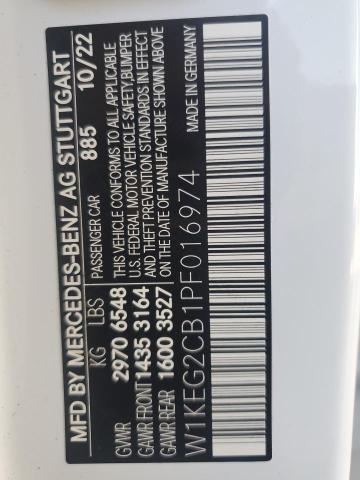 MFD BY MERCEDES-BENZ AG STUTTGART
KG LBS PASSENGER CAR 885 10/22
GVWR 2970 6548 THIS VEHICLE CONFORMS TO ALL APPLICABLE
U.S. FEDERAL MOTOR VEHICLE SAFETY,BUMPER
GAWR FRONT 1435 3164 AND THEFT PREVENTION STANDARDS IN EFFECT
GAWR REAR 1600 3527 ON THE DATE OF MANUFACTURE SHOWN ABOVE
W1KEG2CB1PF016974 MADE IN GERMANY